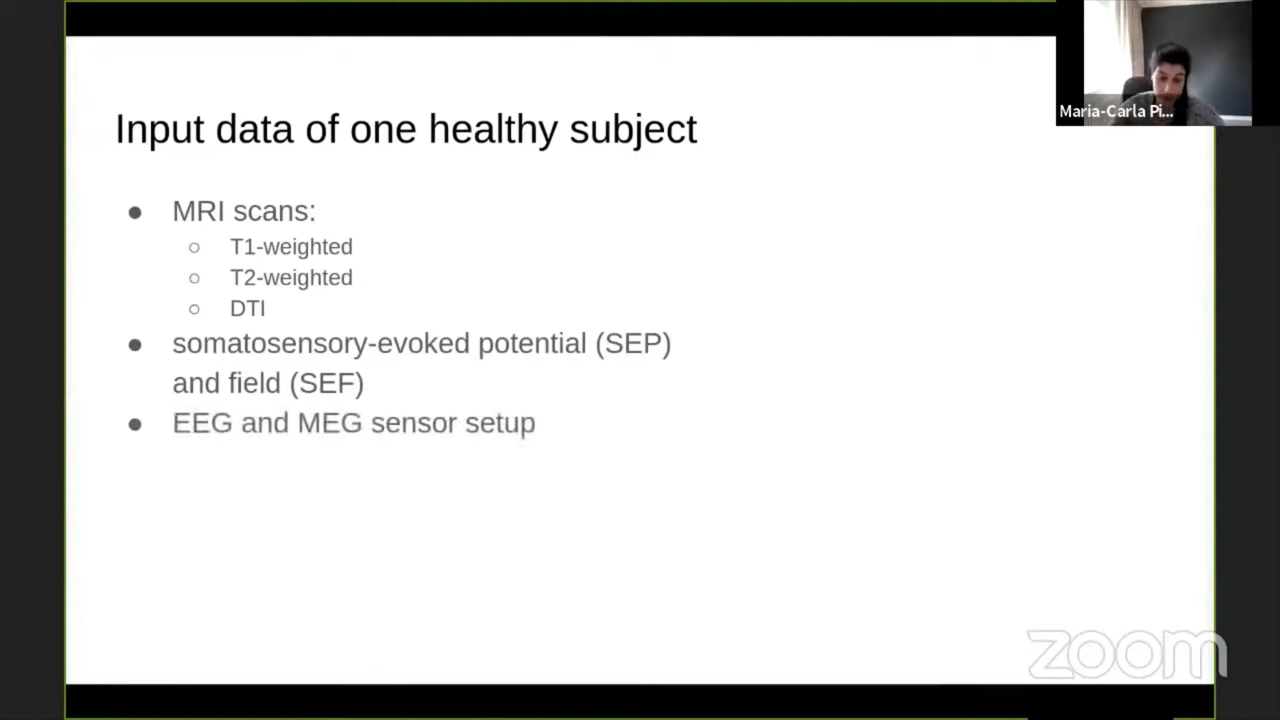 Input data of one healthy subject
Maria-Carla Pi...
● MRI scans:
○ T1-weighted
○ T2-weighted
○ DTI
● somatosensory-evoked potential (SEP)
and field (SEF)
● EEG and MEG sensor setup
zoom